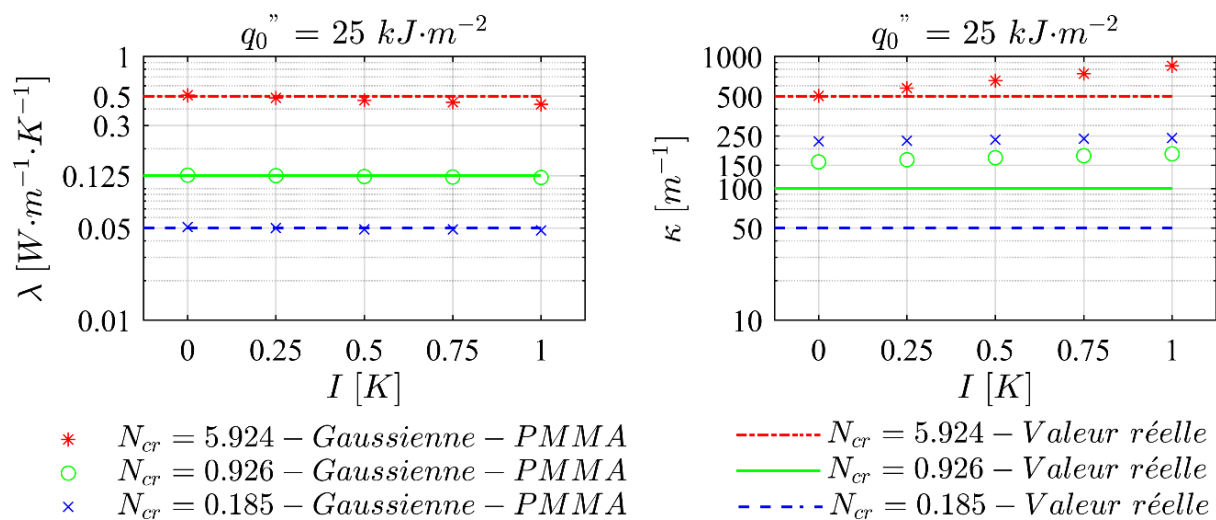 q₀” = 25 kJ·m⁻²
λ [W·m⁻¹·K⁻¹]
1
0.5
0.3
0.125
0.05
0.01
0 0.25 0.5 0.75 1
I [K]
q₀” = 25 kJ·m⁻²
κ [m⁻¹]
1000
500
250
150
100
50
10
0 0.25 0.5 0.75 1
I [K]
N_cr = 5.924 – Gaussienne – PMMA
N_cr = 0.926 – Gaussienne – PMMA
N_cr = 0.185 – Gaussienne – PMMA
N_cr = 5.924 – Valeur réelle
N_cr = 0.926 – Valeur réelle
N_cr = 0.185 – Valeur réelle